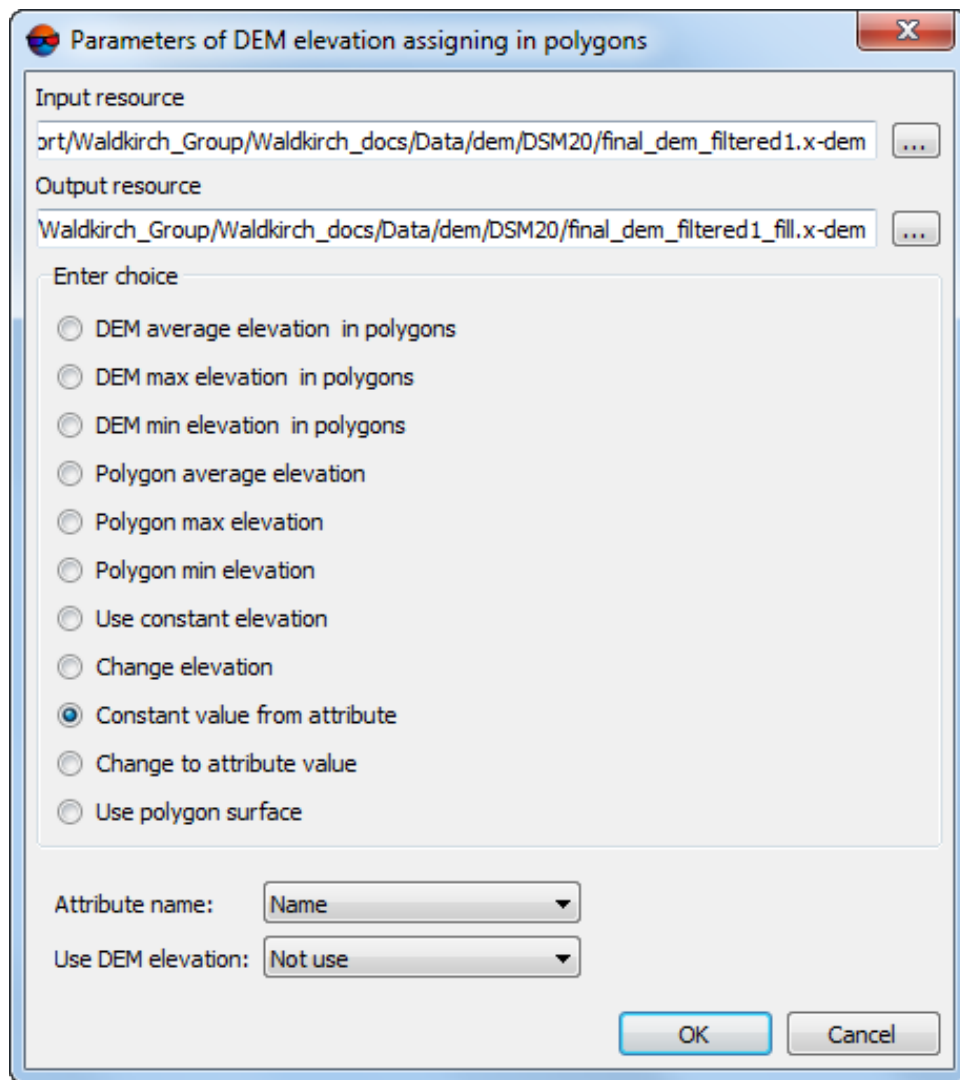 Parameters of DEM elevation assigning in polygons
Input resource
ort/Waldkirch_Group/Waldkirch_docs/Data/dem/DSM20/final_dem_filtered1.x-dem
...
Output resource
/Waldkirch_Group/Waldkirch_docs/Data/dem/DSM20/final_dem_filtered1_fill.x-dem
...
Enter choice
DEM average elevation  in polygons
DEM max elevation  in polygons
DEM min elevation  in polygons
Polygon average elevation
Polygon max elevation
Polygon min elevation
Use constant elevation
Change elevation
Constant value from attribute
Change to attribute value
Use polygon surface
Attribute name: Name
Use DEM elevation: Not use
OK Cancel